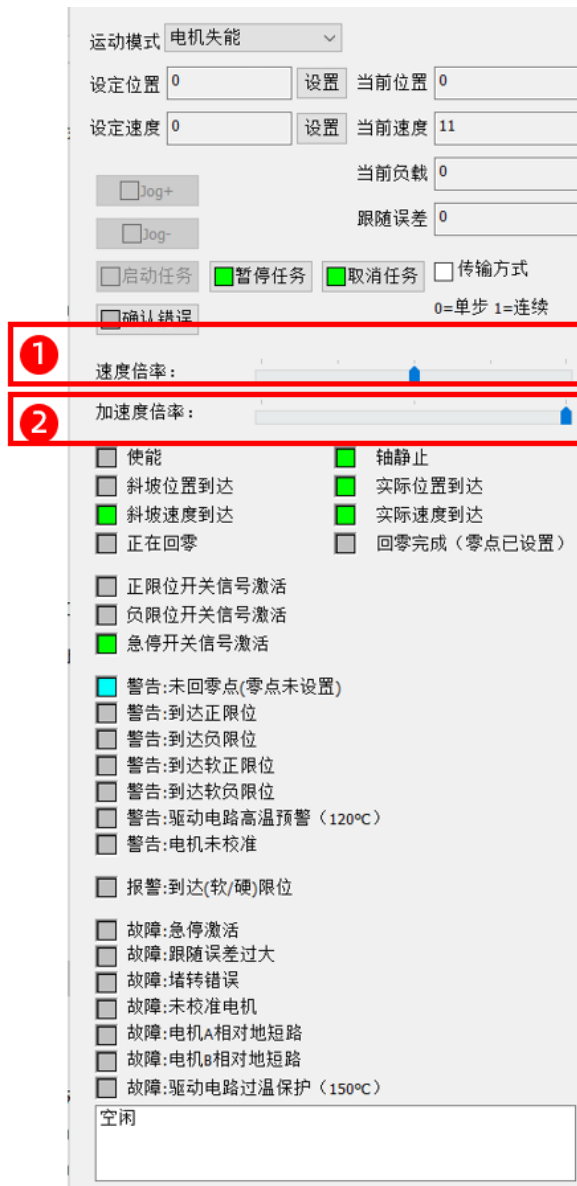 运动模式 电机失能
设定位置 0 设置 当前位置 0
设定速度 0 设置 当前速度 11
当前负载 0
Jog+
跟随误差 0
Jog-
启动任务 暂停任务 取消任务 传输方式
确认错误 0=单步 1=连续
1 速度倍率：
2 加速度倍率：
使能 轴静止
斜坡位置到达 实际位置到达
斜坡速度到达 实际速度到达
正在回零 回零完成（零点已设置）
正限位开关信号激活
负限位开关信号激活
急停开关信号激活
警告:未回零点(零点未设置)
警告:到达正限位
警告:到达负限位
警告:到达软正限位
警告:到达软负限位
警告:驱动电路高温预警（120ºC）
警告:电机未校准
报警:到达(软/硬)限位
故障:急停激活
故障:跟随误差过大
故障:堵转错误
故障:未校准电机
故障:电机A相对地短路
故障:电机B相对地短路
故障:驱动电路过温保护（150ºC）
空闲